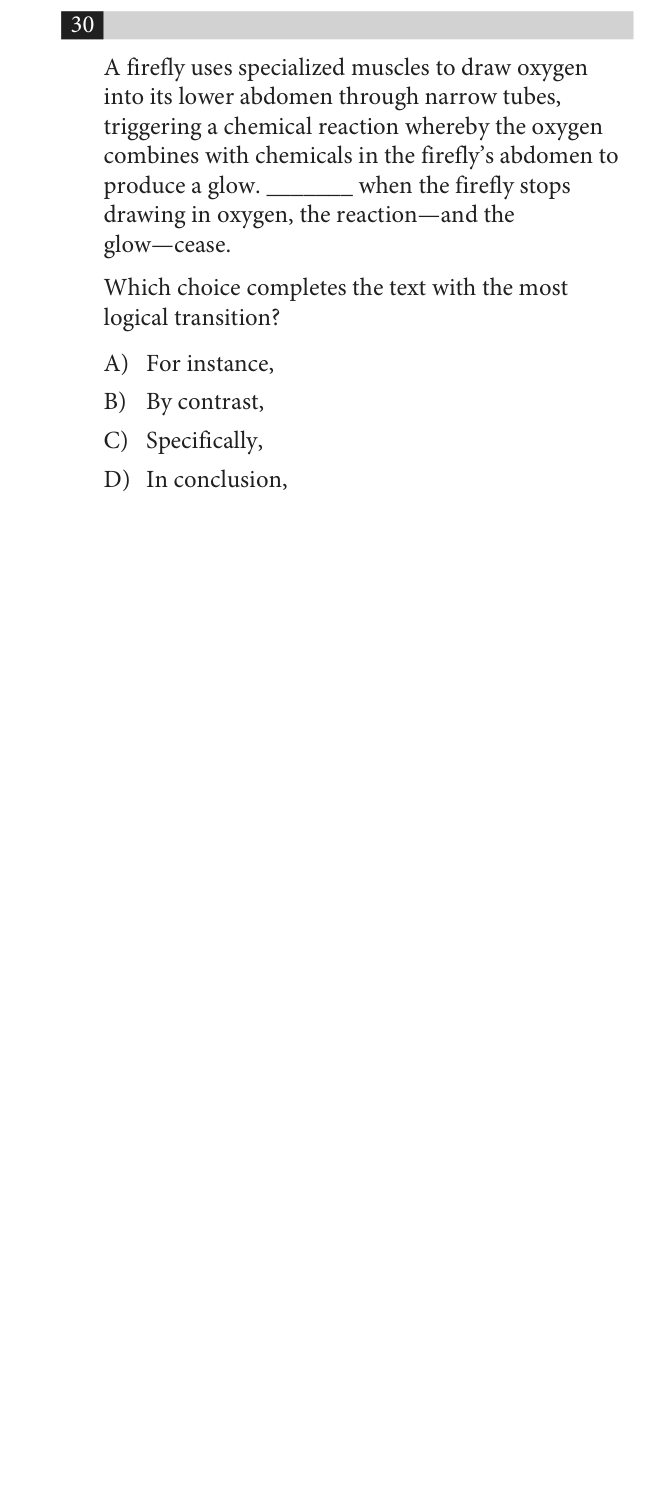 30
A firefly uses specialized muscles to draw oxygen
into its lower abdomen through narrow tubes,
triggering a chemical reaction whereby the oxygen
combines with chemicals in the firefly’s abdomen to
produce a glow. _______ when the firefly stops
drawing in oxygen, the reaction—and the
glow—cease.
Which choice completes the text with the most
logical transition?
A) For instance,
B) By contrast,
C) Specifically,
D) In conclusion,